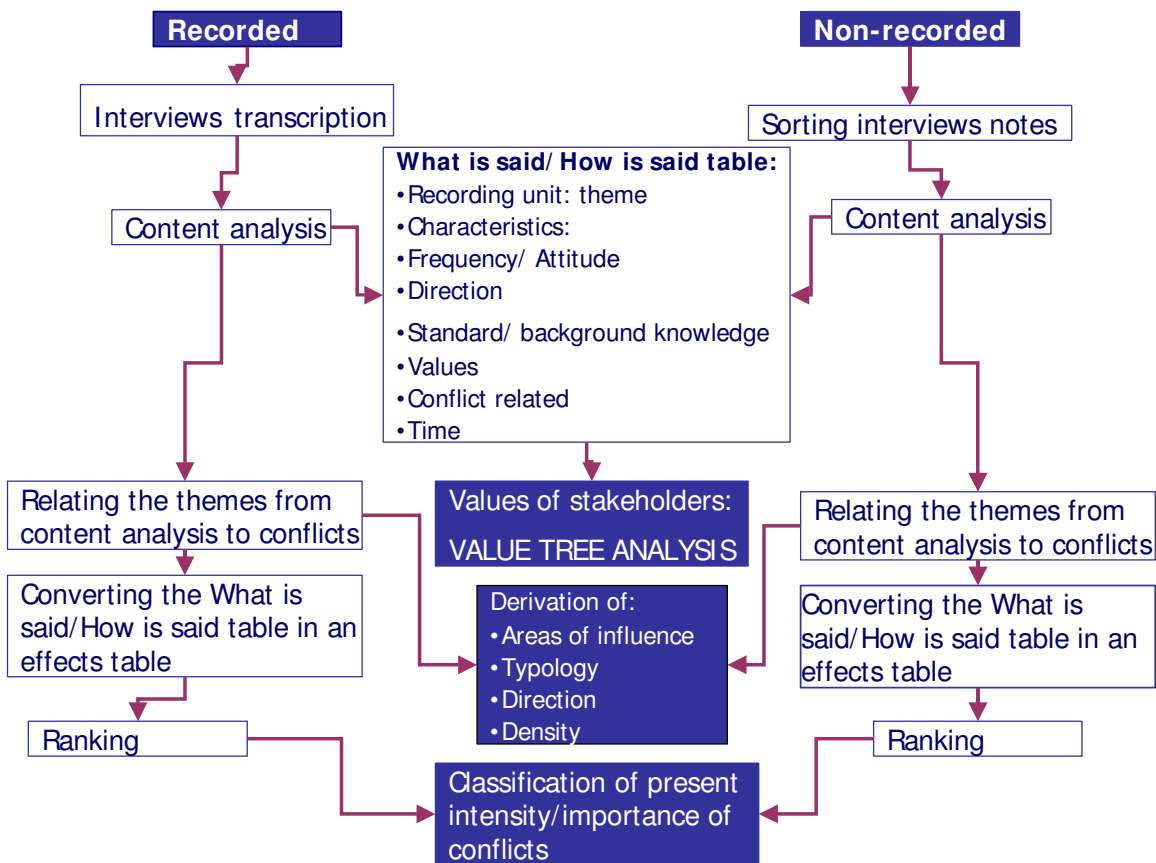 Recorded
Non-recorded
Interviews transcription
Sorting interviews notes
What is said/ How is said table:
•Recording unit: theme
•Characteristics:
•Frequency/ Attitude
•Direction
•Standard/ background knowledge
•Values
•Conflict related
•Time
Content analysis
Content analysis
Relating the themes from
content analysis to conflicts
Values of stakeholders:
VALUE TREE ANALYSIS
Relating the themes from
content analysis to conflicts
Converting the What is
said/How is said table in an
effects table
Derivation of:
•Areas of influence
•Typology
•Direction
•Density
Converting the What is
said/How is said table in an
effects table
Ranking
Ranking
Classification of present
intensity/importance of
conflicts